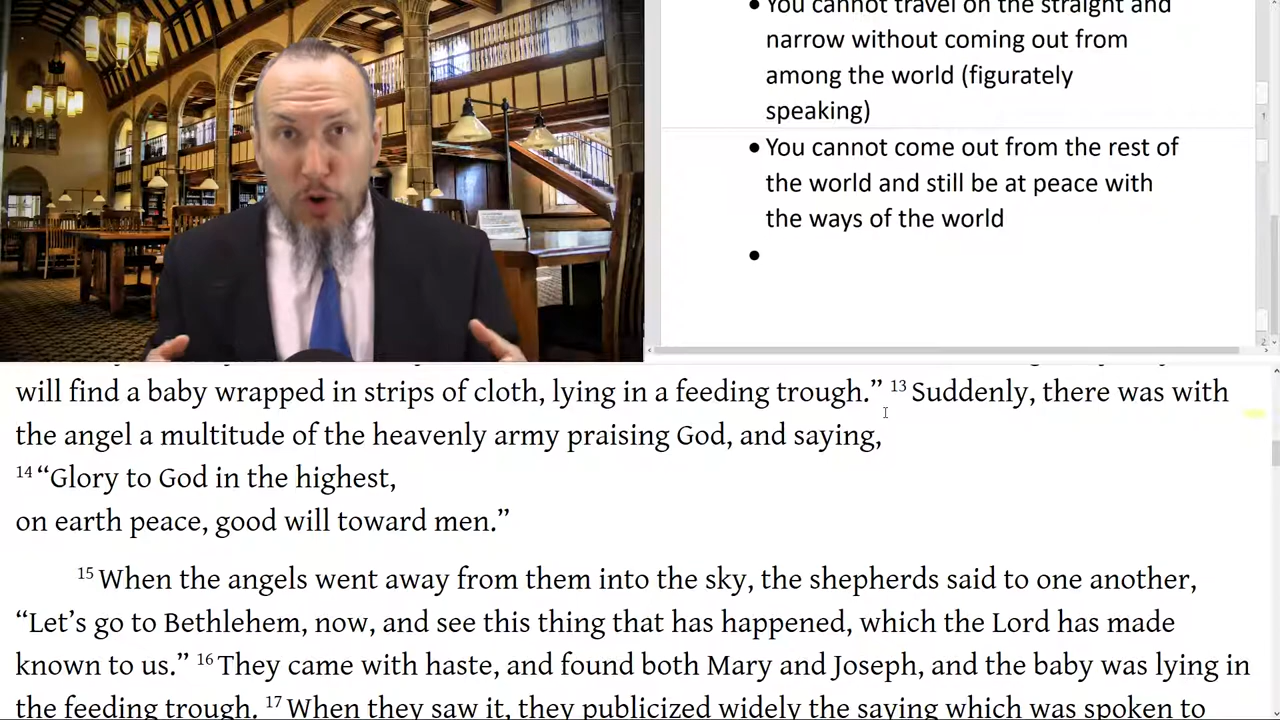 • You cannot travel on the straight and
narrow without coming out from
among the world (figurately
speaking)
• You cannot come out from the rest of
the world and still be at peace with
the ways of the world
•
will find a baby wrapped in strips of cloth, lying in a feeding trough.” 13 Suddenly, there was with
the angel a multitude of the heavenly army praising God, and saying,
14 “Glory to God in the highest,
on earth peace, good will toward men.”
15 When the angels went away from them into the sky, the shepherds said to one another,
“Let’s go to Bethlehem, now, and see this thing that has happened, which the Lord has made
known to us.” 16 They came with haste, and found both Mary and Joseph, and the baby was lying in
the feeding trough. 17 When they saw it, they publicized widely the saying which was spoken to